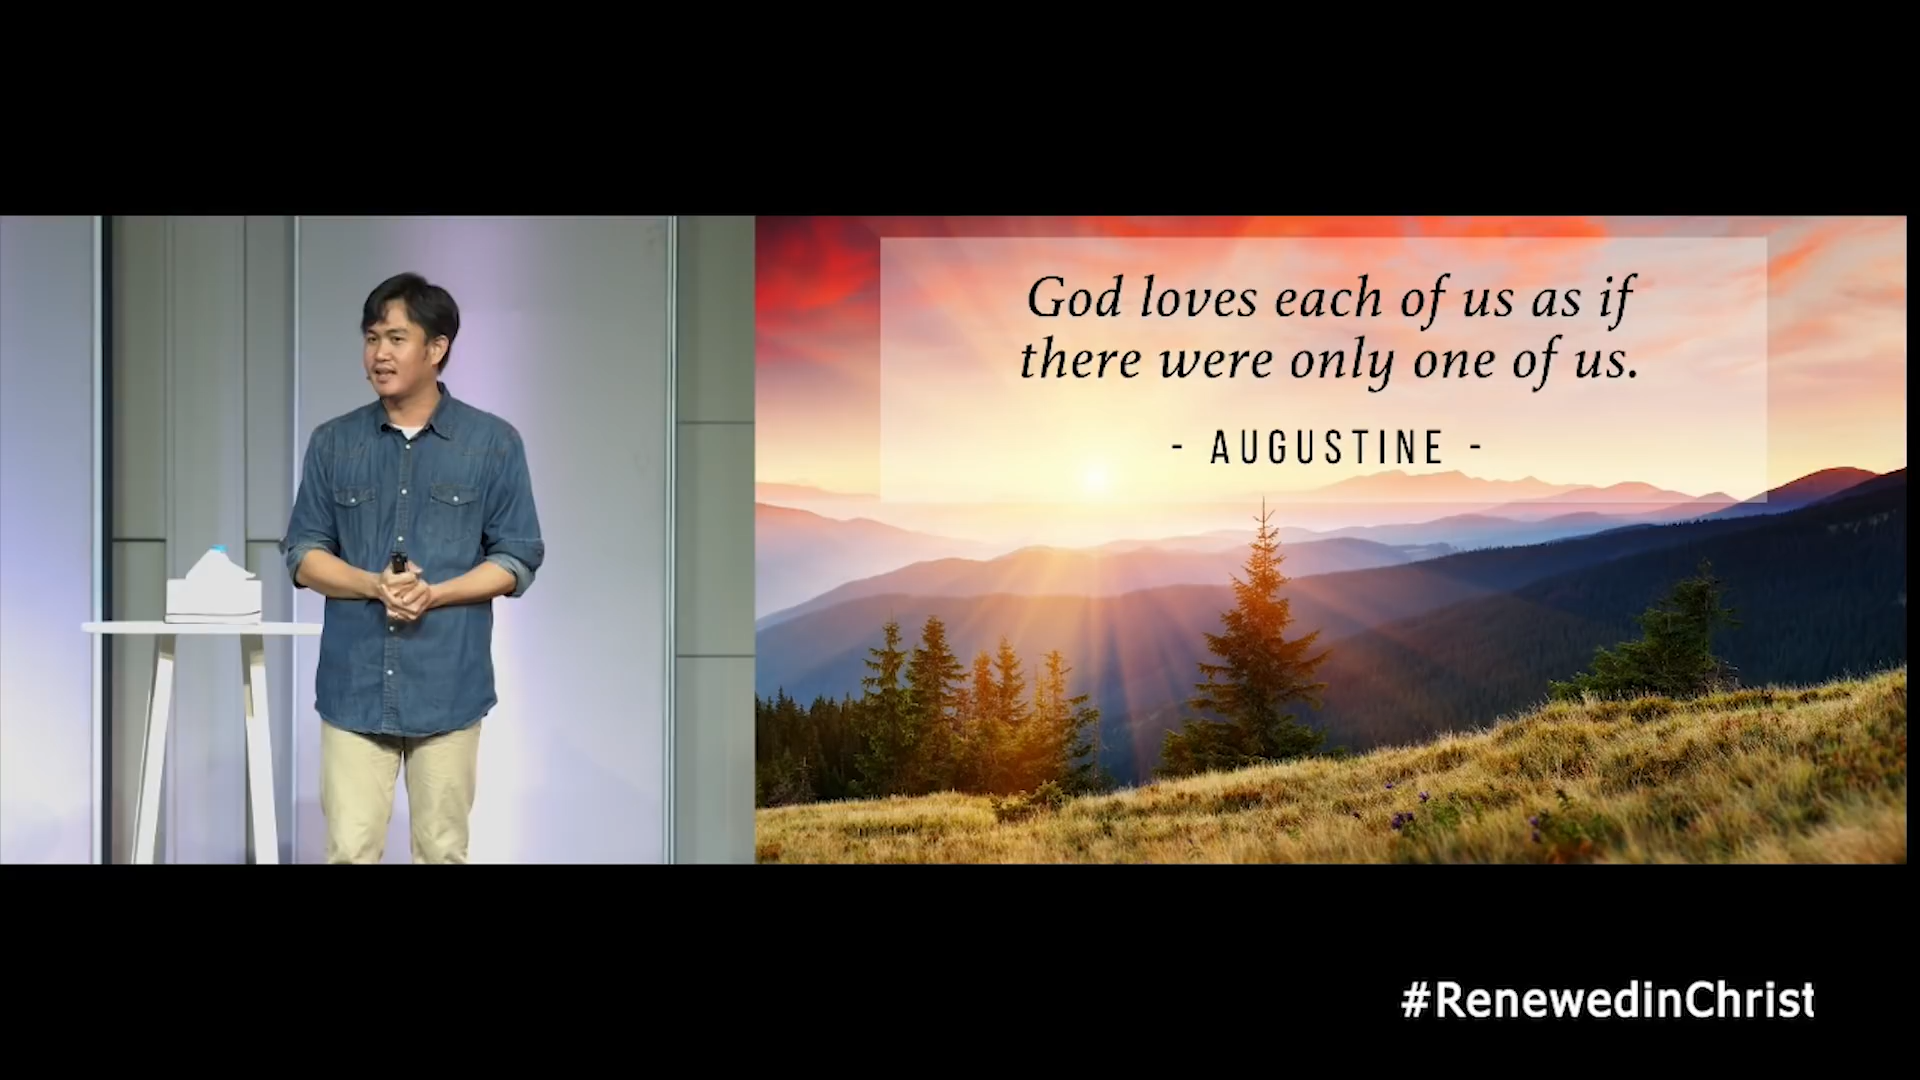 God loves each of us as if
there were only one of us.
- AUGUSTINE -
#RenewedinChrist